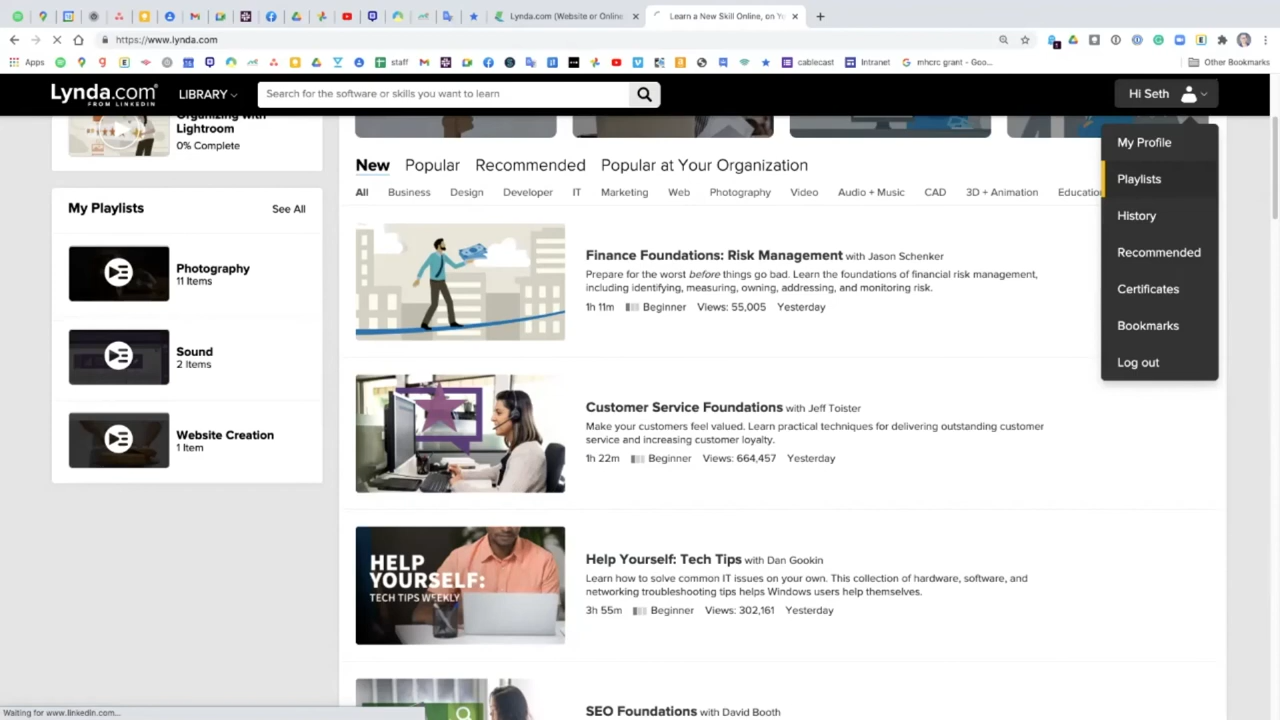 Lynda.com (Website or Online
Learn a New Skill Online, on Yo
https://www.lynda.com
Apps
staff
cablecast
Intranet
mhcrc grant - Goo...
Other Bookmarks
Lynda.com
FROM LINKEDIN
LIBRARY
Search for the software or skills you want to learn
Hi Seth
My Profile
Playlists
History
Recommended
Certificates
Bookmarks
Log out
Organizing with
Lightroom
0% Complete
My Playlists
See All
Photography
11 Items
Sound
2 Items
Website Creation
1 Item
New Popular Recommended Popular at Your Organization
All Business Design Developer IT Marketing Web Photography Video Audio + Music CAD 3D + Animation Educatio
Finance Foundations: Risk Management with Jason Schenker
Prepare for the worst before things go bad. Learn the foundations of financial risk management,
including identifying, measuring, owning, addressing, and monitoring risk.
1h 11m Beginner Views: 55,005 Yesterday
Customer Service Foundations with Jeff Toister
Make your customers feel valued. Learn practical techniques for delivering outstanding customer
service and increasing customer loyalty.
1h 22m Beginner Views: 664,457 Yesterday
HELP
YOURSELF:
TECH TIPS WEEKLY
Help Yourself: Tech Tips with Dan Gookin
Learn how to solve common IT issues on your own. This collection of hardware, software, and
networking troubleshooting tips helps Windows users help themselves.
3h 55m Beginner Views: 302,161 Yesterday
SEO Foundations with David Booth
Waiting for www.linkedin.com...